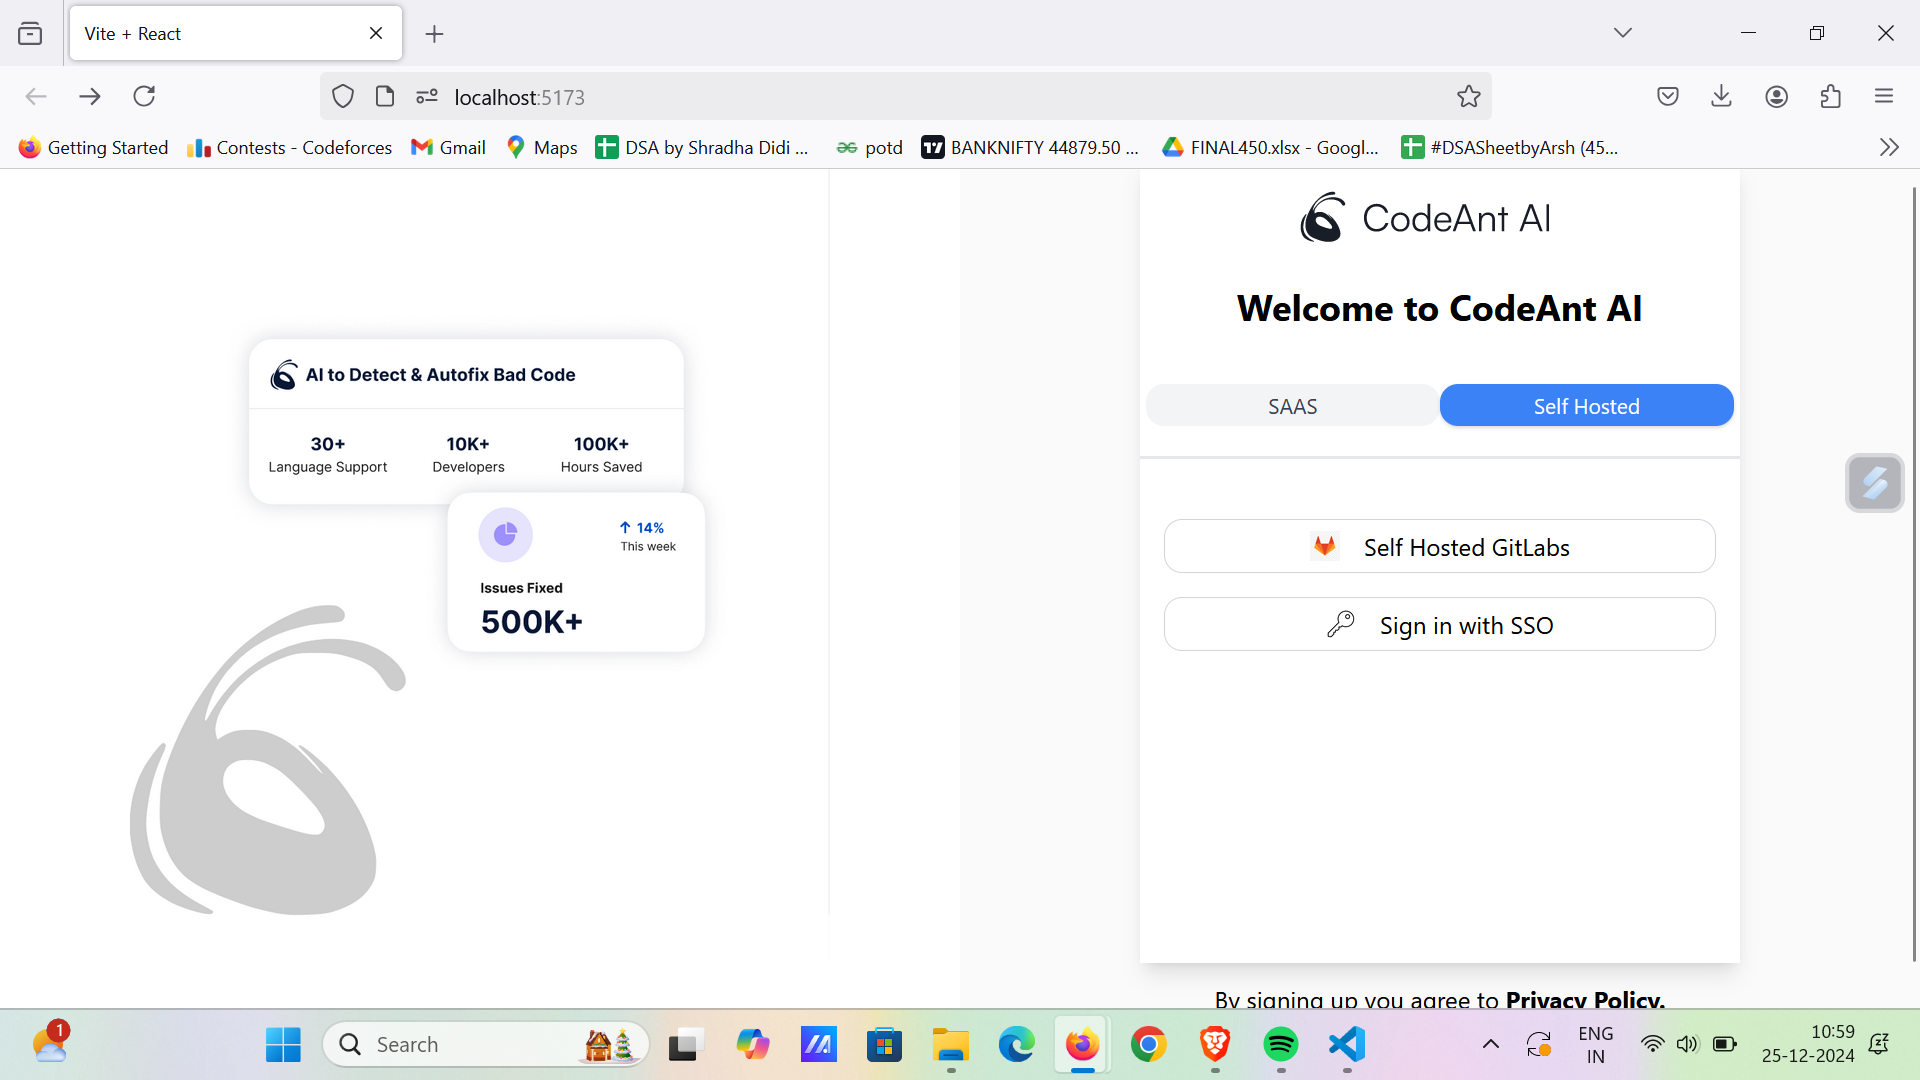 Vite + React
localhost:5173
Getting Started
Contests - Codeforces
Gmail
Maps
DSA by Shradha Didi ...
potd
BANKNIFTY 44879.50 ...
FINAL450.xlsx - Googl...
#DSASheetbyArsh (45...
AI to Detect & Autofix Bad Code
30+
Language Support
10K+
Developers
100K+
Hours Saved
↑ 14%
This week
Issues Fixed
500K+
CodeAnt AI
Welcome to CodeAnt AI
SAAS
Self Hosted
Self Hosted GitLabs
Sign in with SSO
By signing up you agree to Privacy Policy.
1
Search
ENG
IN
10:59
25-12-2024